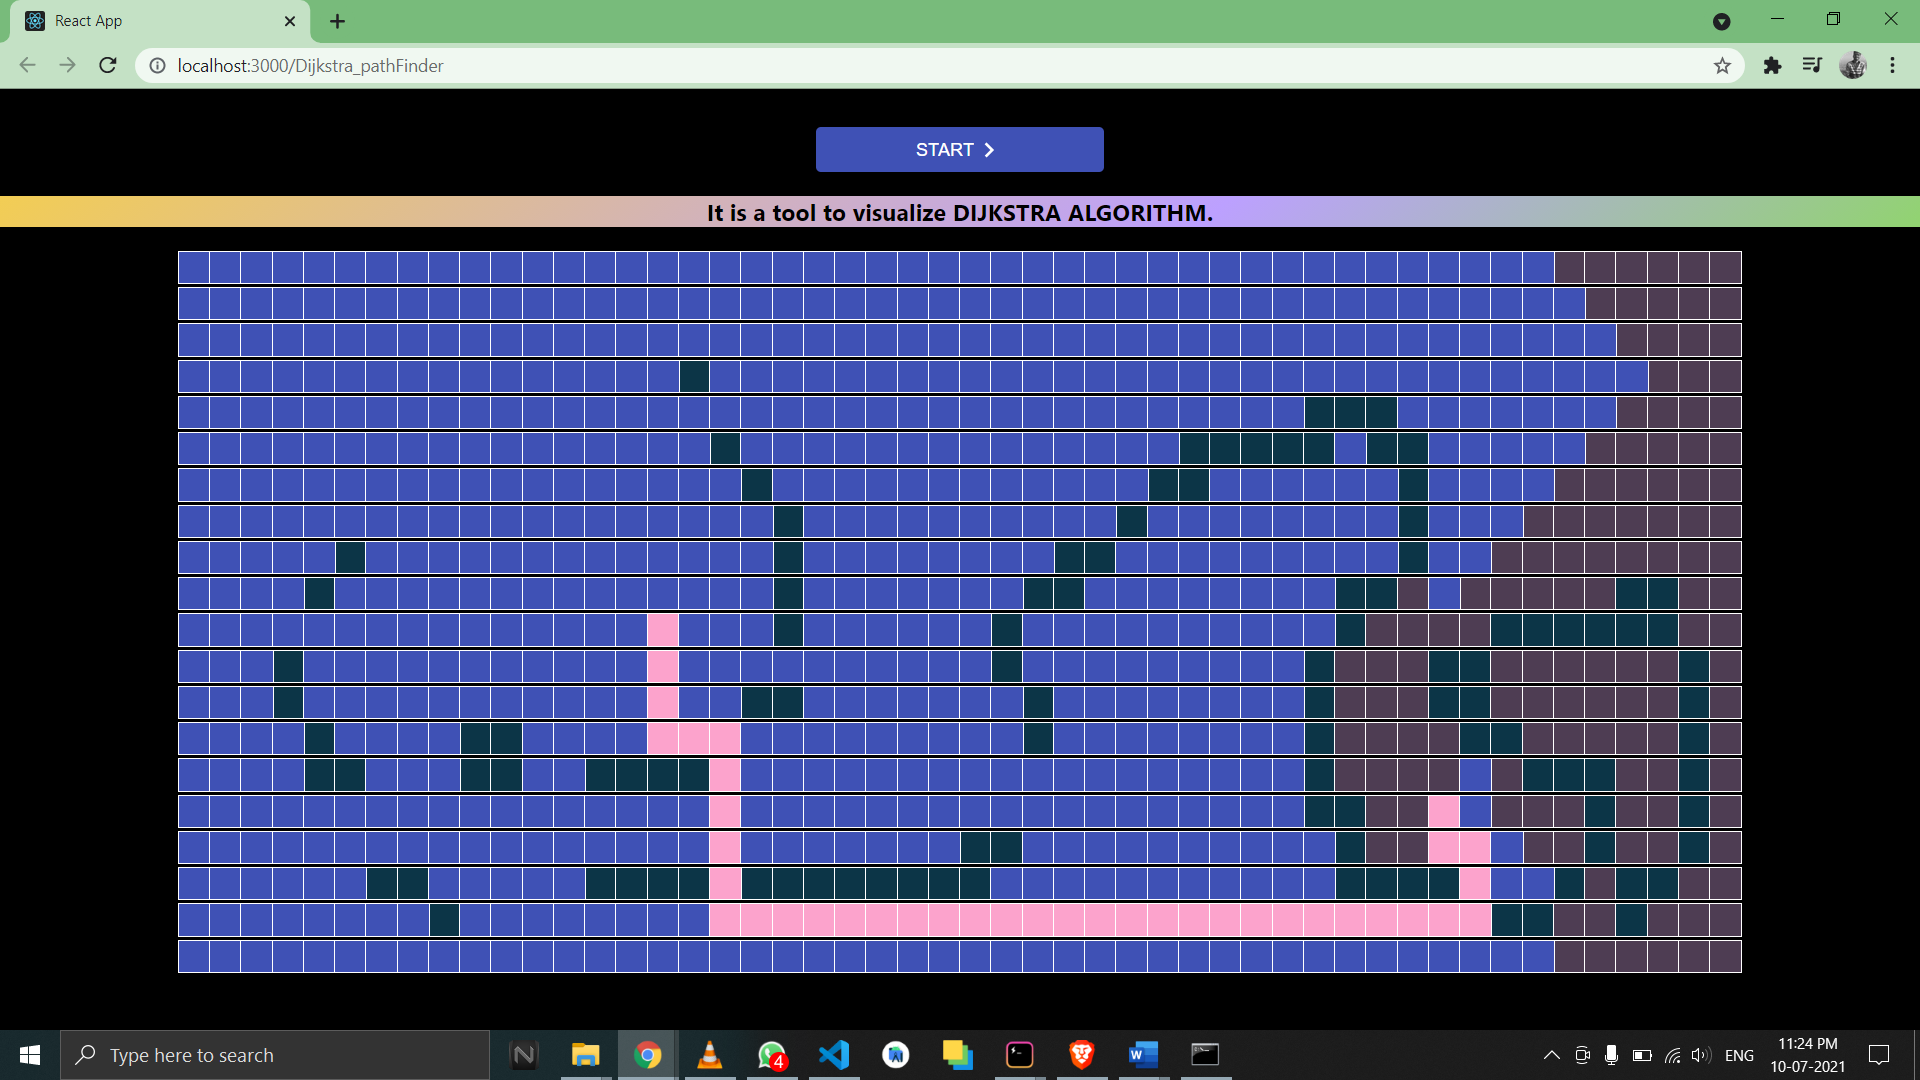 React App
localhost:3000/Dijkstra_pathFinder
START
It is a tool to visualize DIJKSTRA ALGORITHM.
Type here to search
4
ENG
11:24 PM
10-07-2021